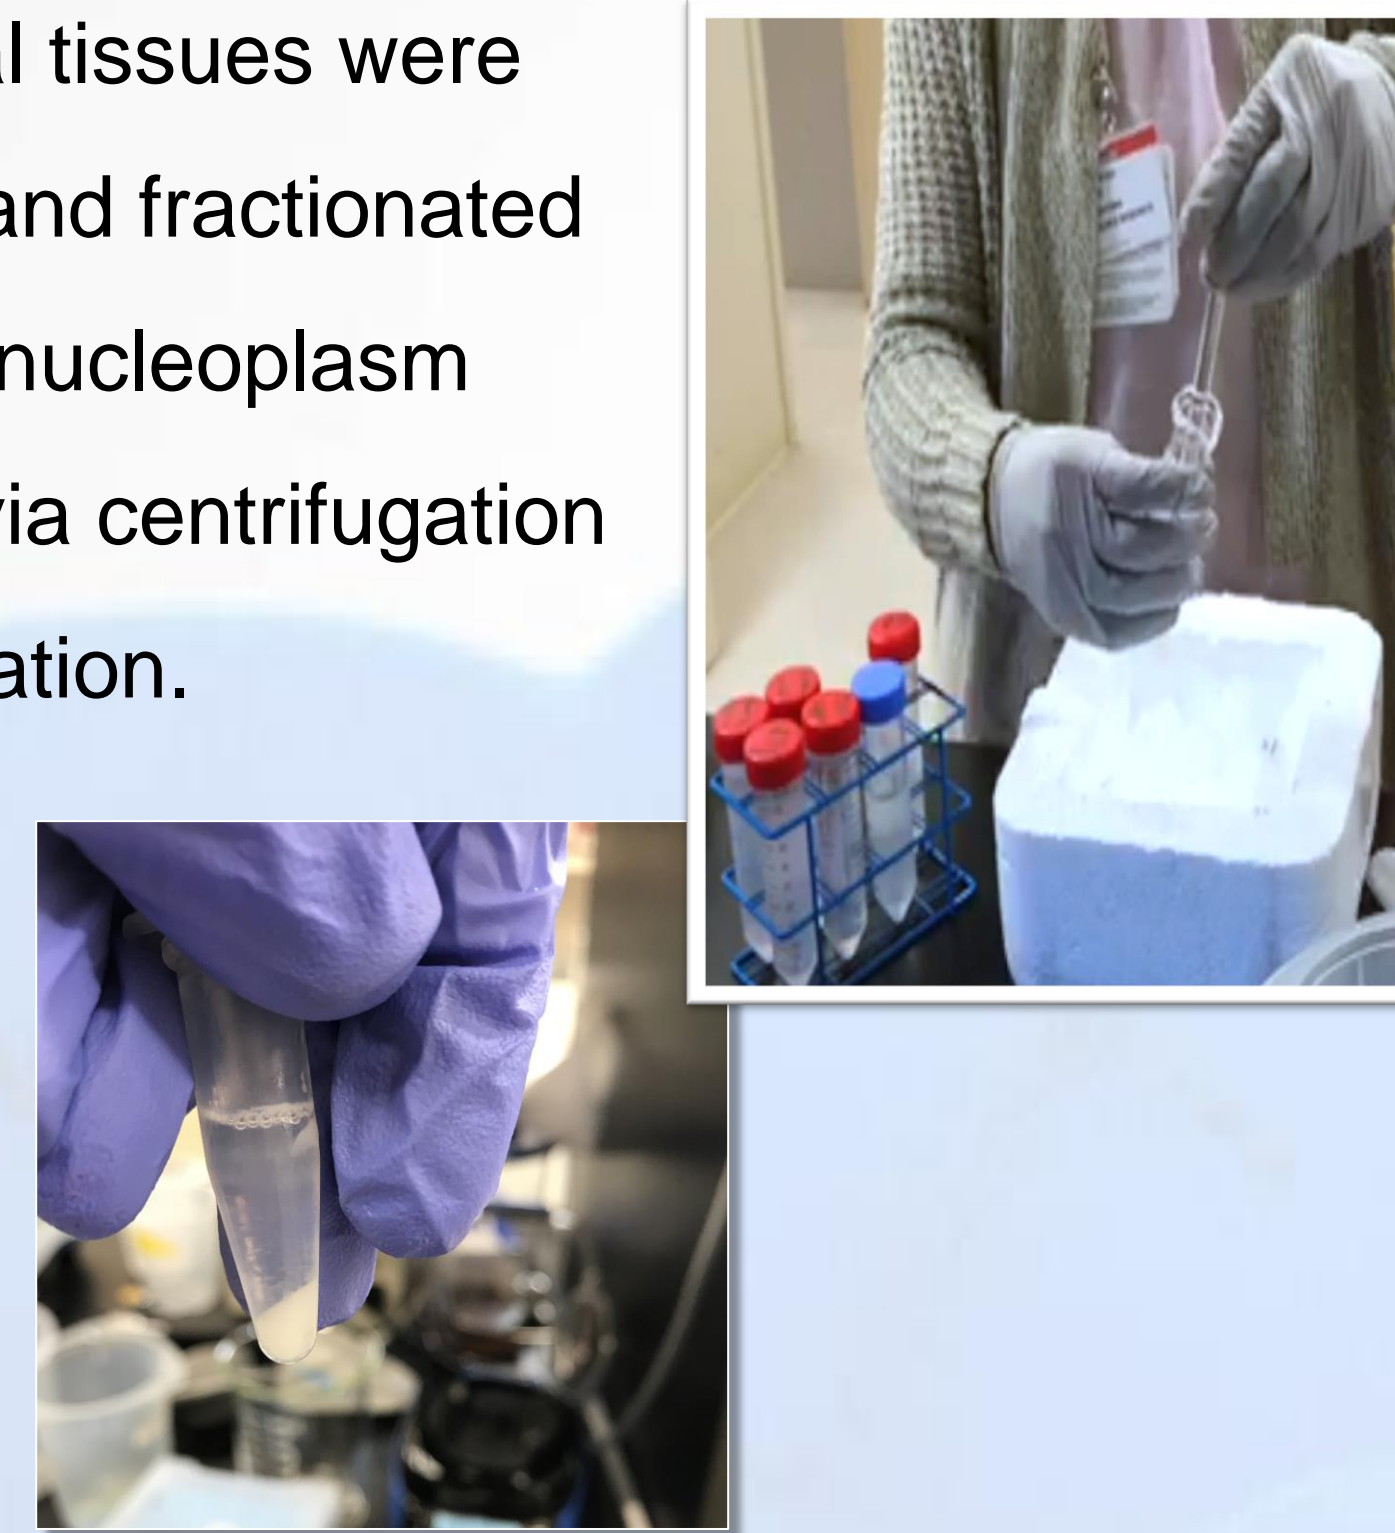 l tissues were
and fractionated
nucleoplasm
via centrifugation
ation.